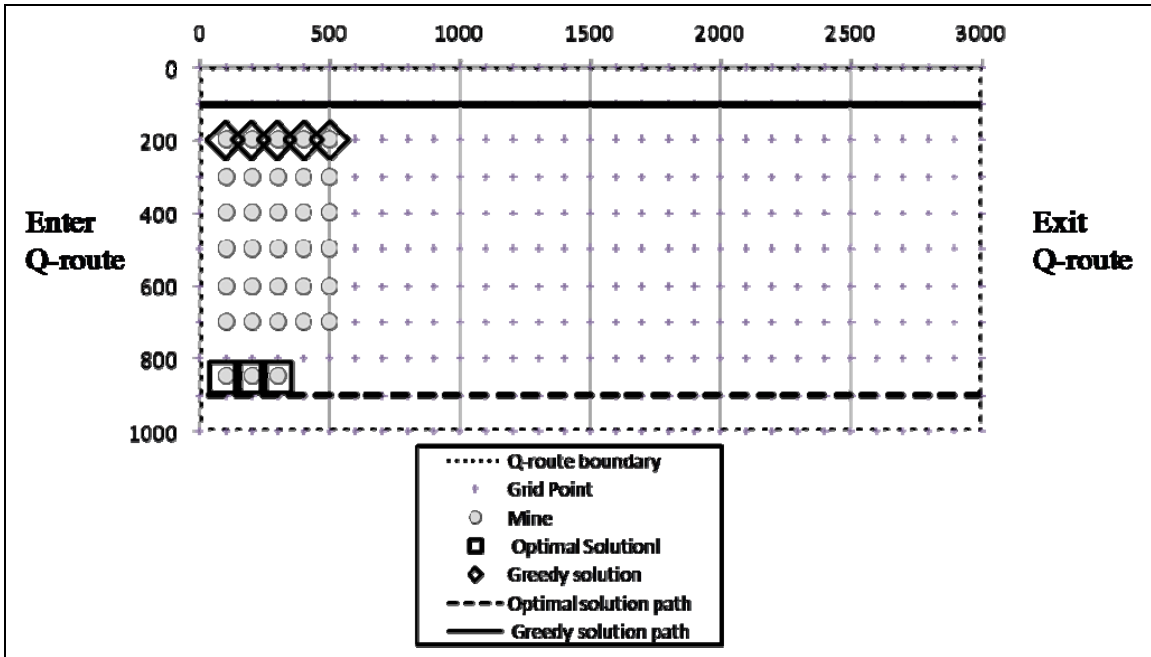 0 500 1000 1500 2000 2500 3000
0
200
400
600
800
1000
Enter
Q-route
Exit
Q-route
Q-route boundary
Grid Point
Mine
Optimal Solutionl
Greedy solution
Optimal solution path
Greedy solution path